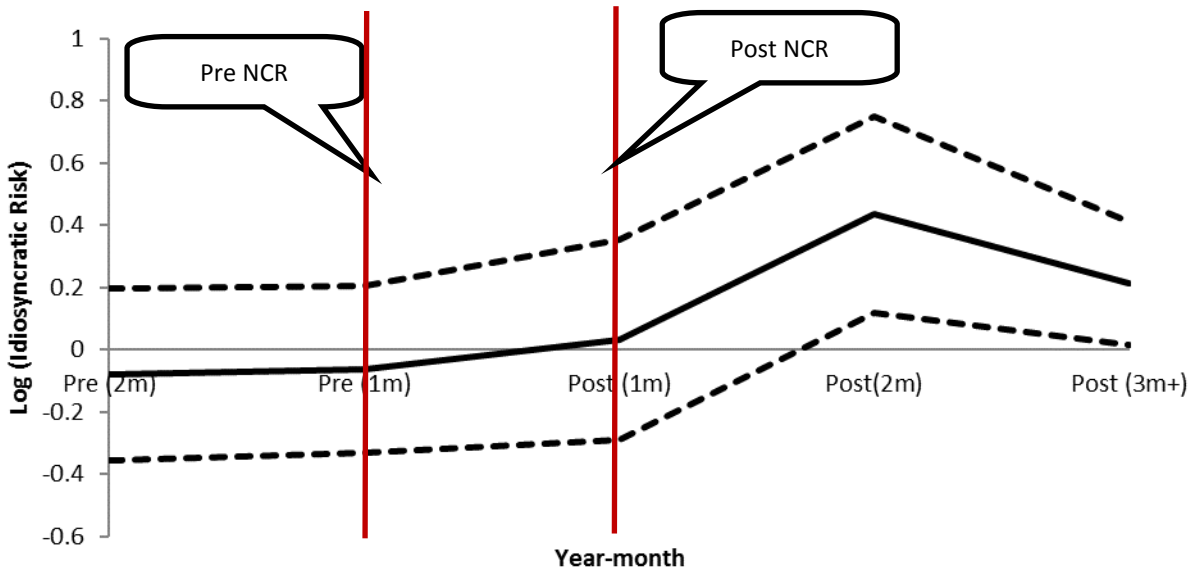 Pre NCR
Post NCR
1
0.8
0.6
0.4
0.2
0
-0.2
-0.4
-0.6
Log (Idiosyncratic Risk)
Pre (2m)
Pre (1m)
Post (1m)
Post(2m)
Post (3m+)
Year-month